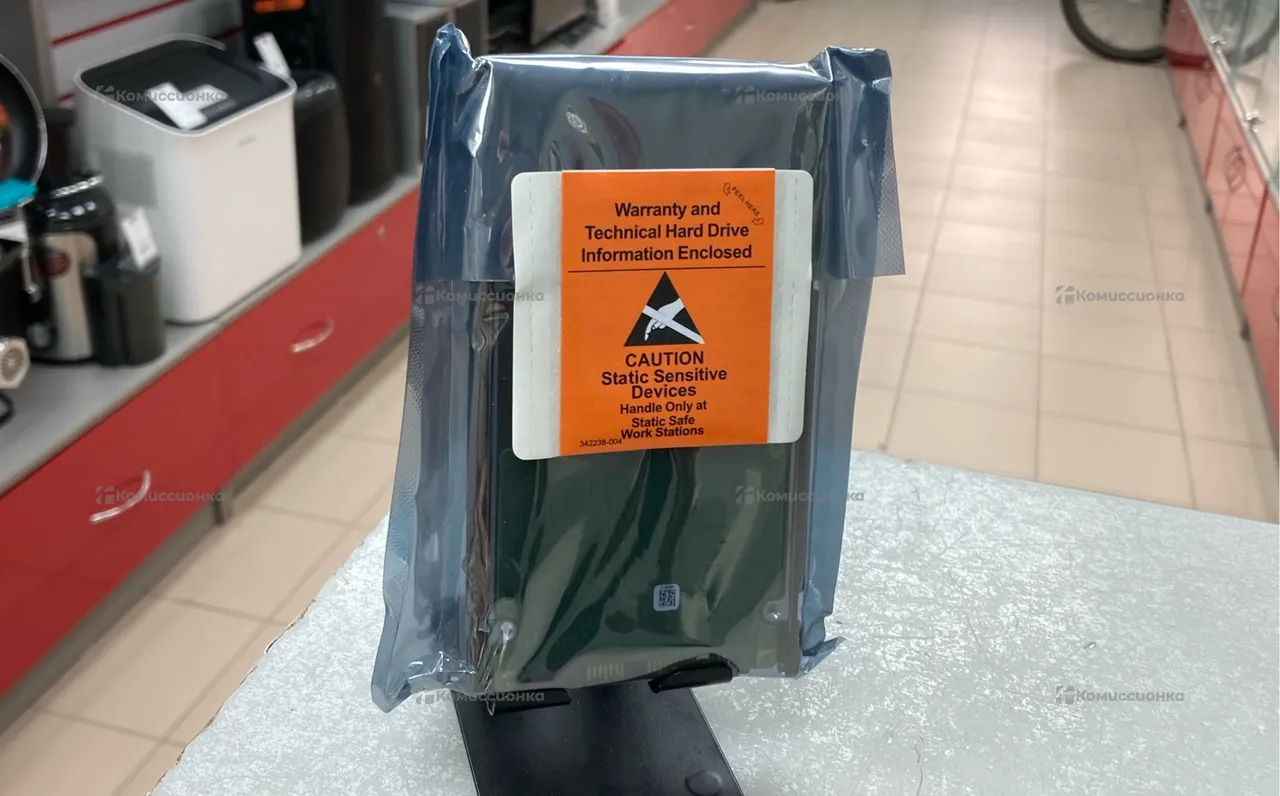 PEEL HERE
Warranty and
Technical Hard Drive
Information Enclosed
CAUTION
Static Sensitive
Devices
Handle Only at
Static Safe
Work Stations
342238-004
Комиссионка
Комиссионка
Комиссионка
Комиссионка
Комиссионка
Комиссионка
Комиссионка
Комиссионка